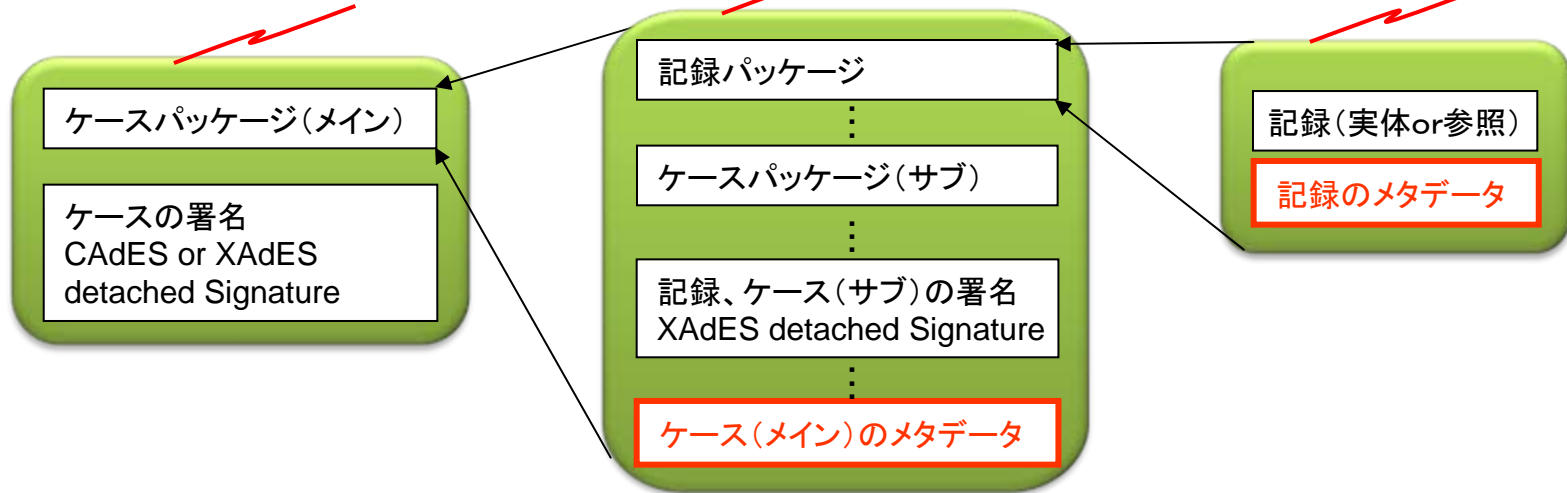 ケースパッケージ（メイン）
ケースの署名
CAdES or XAdES
detached Signature
記録パッケージ
ケースパッケージ（サブ）
記録、ケース（サブ）の署名
XAdES detached Signature
ケース（メイン）のメタデータ
記録（実体or参照）
記録のメタデータ